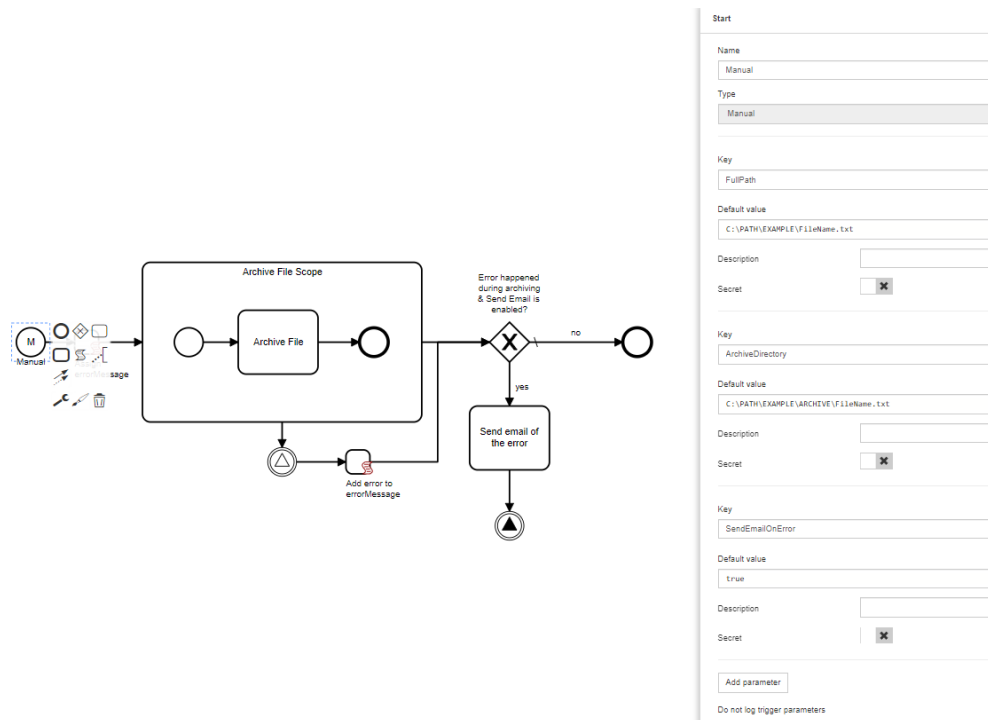 Archive File Scope
Archive File
M
Manual
errorMessage
Add error to
errorMessage
Error happened
during archiving
& Send Email is
enabled?
no
yes
Send email of
the error
Start
Name
Manual
Type
Manual
Key
FullPath
Default value
C:\PATH\EXAMPLE\FileName.txt
Description
Secret
Key
ArchiveDirectory
Default value
C:\PATH\EXAMPLE\ARCHIVE\FileName.txt
Description
Secret
Key
SendEmailOnError
Default value
true
Description
Secret
Add parameter
Do not log trigger parameters